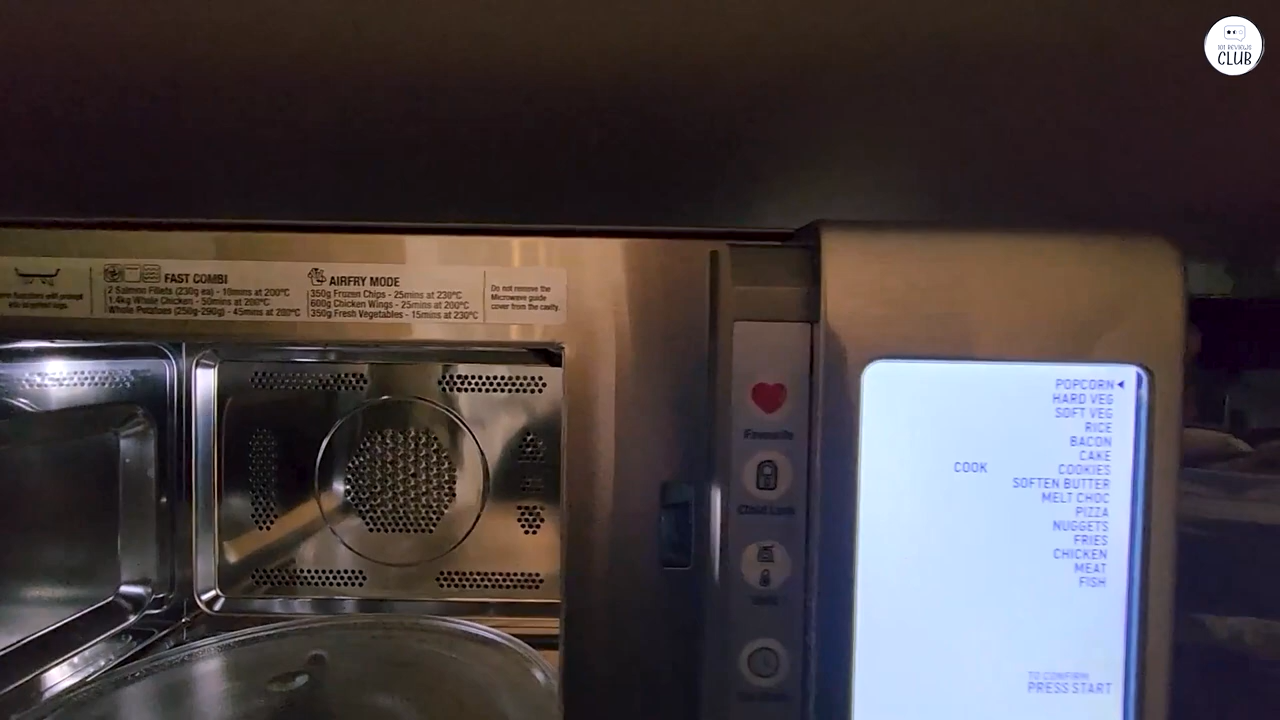 101 REVIEWS
CLUB
FAST COMBI
2 Salmon Fillets (230g ea) - 10mins at 200°C
1.4kg Whole Chicken - 50mins at 200°C
Whole Potatoes (250g-290g) - 45mins at 200°C
AIRFRY MODE
350g Frozen Chips - 25mins at 230°C
600g Chicken Wings - 25mins at 200°C
350g Fresh Vegetables - 15mins at 230°C
Do not remove the
Microwave guide
cover from the cavity.
Favourite
Child Lock
POPCORN
HARD VEG
SOFT VEG
RICE
BACON
CAKE
COOK COOKIES
SOFTEN BUTTER
MELT CHOC
PIZZA
NUGGETS
FRIES
CHICKEN
MEAT
FISH
TO CONFIRM
PRESS START